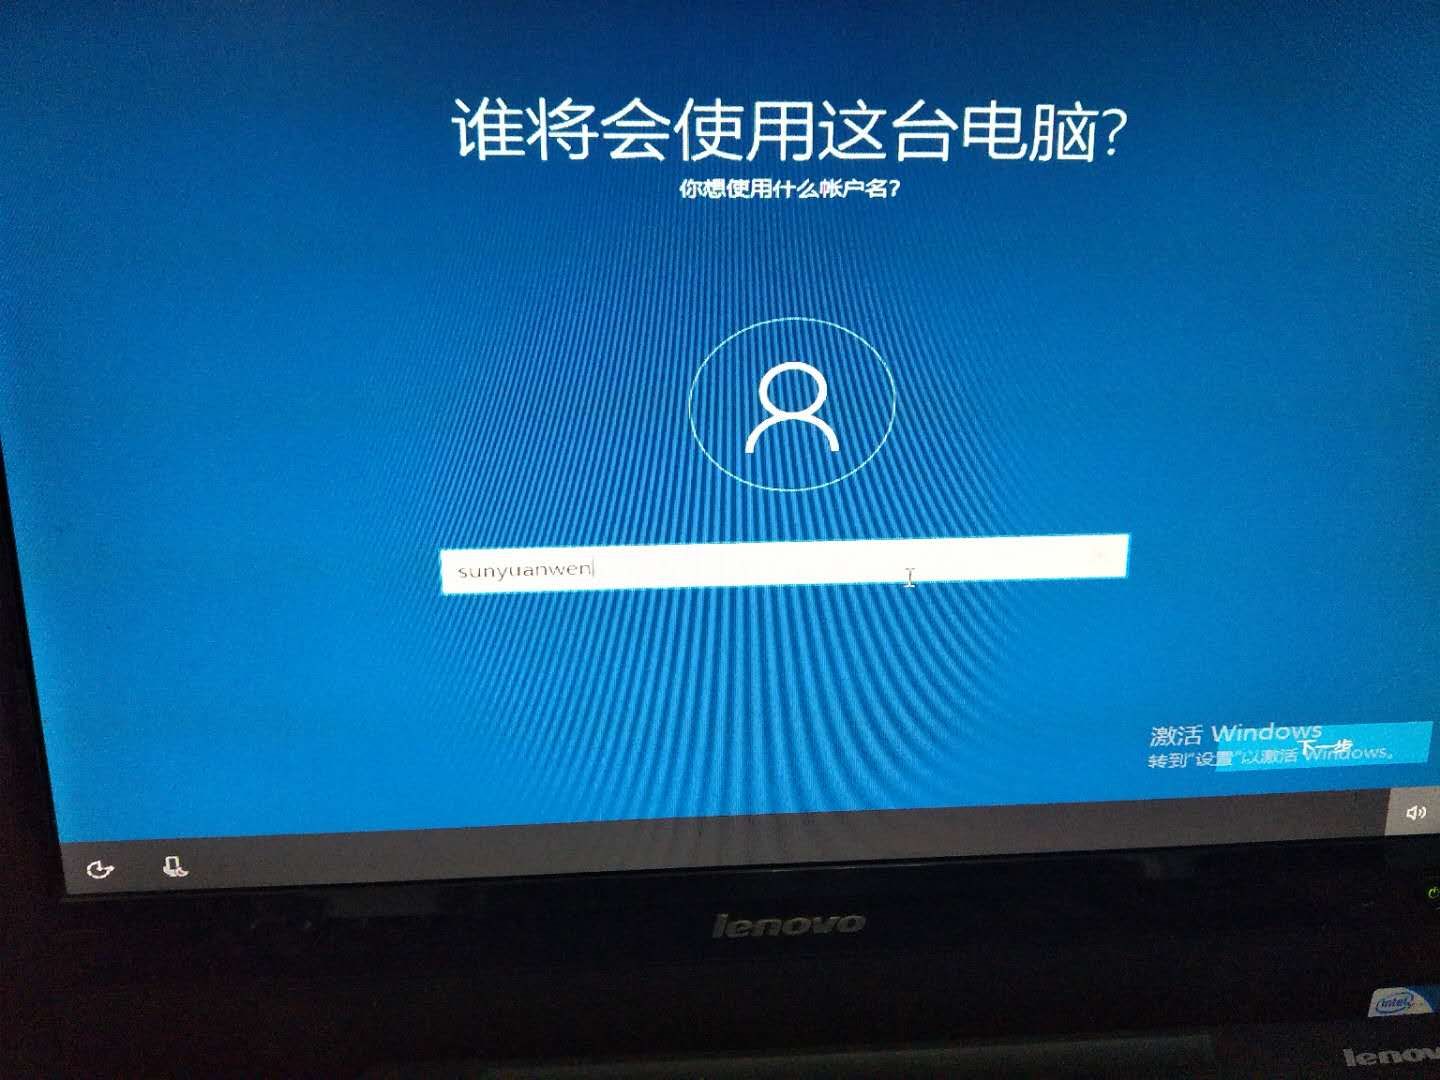 谁将会使用这台电脑?
你想使用什么帐户名?
sunyuanwen
激活 Windows
下一步
转到"设置"以激活 Windows。
lenovo
intel
lenovo